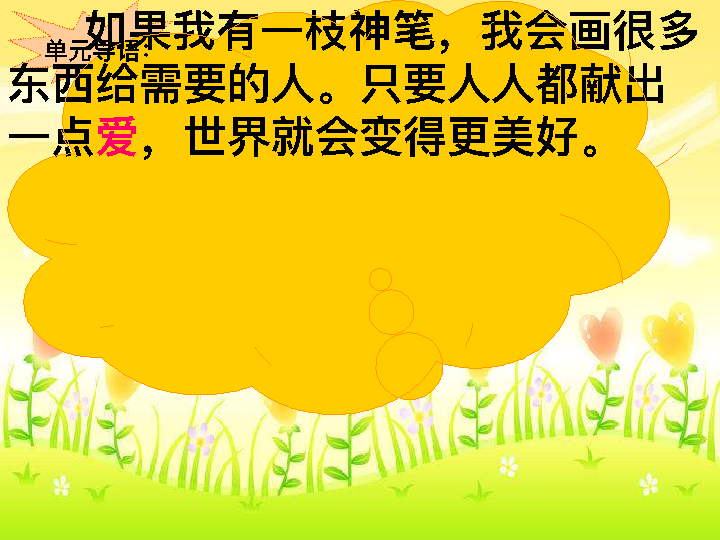 单元导语：
如果我有一枝神笔，我会画很多
东西给需要的人。只要人人都献出
一点爱，世界就会变得更美好。